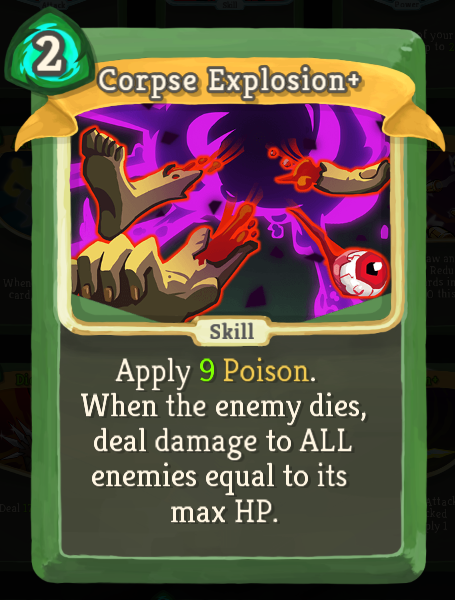 2
Corpse Explosion+
Skill
Apply 9 Poison.
When the enemy dies,
deal damage to ALL
enemies equal to its
max HP.